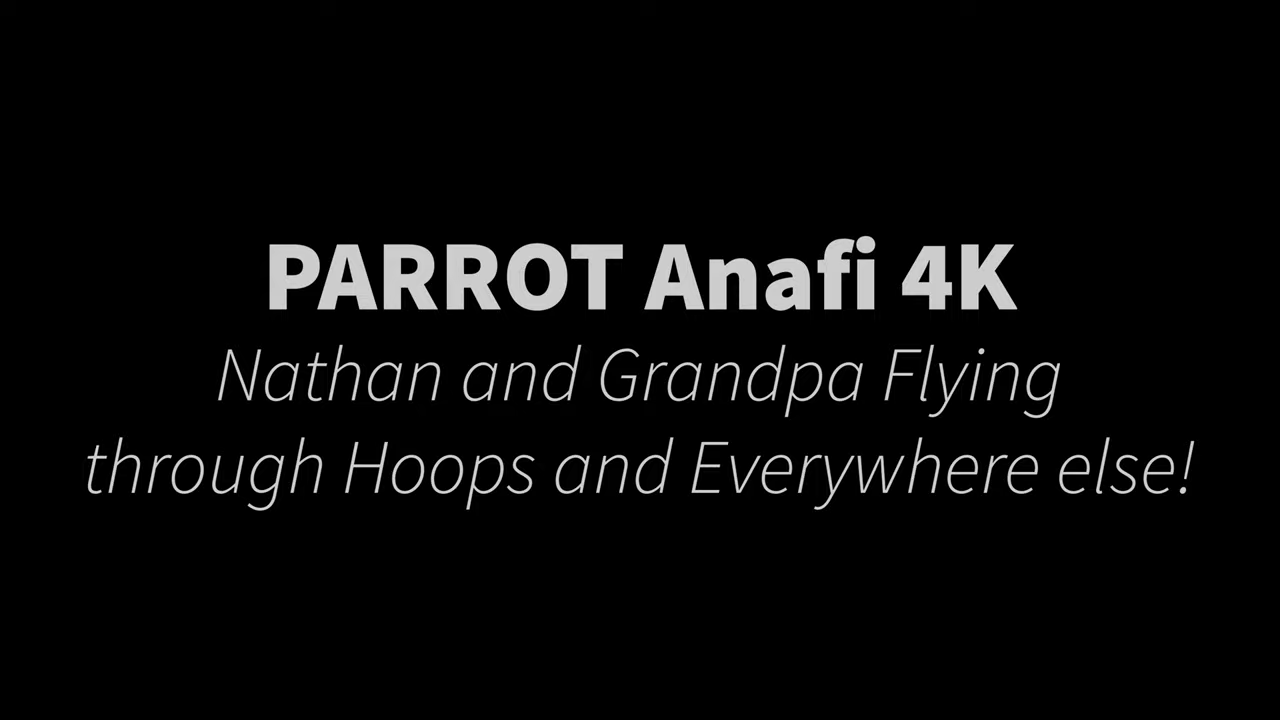 PARROT Anafi 4K
Nathan and Grandpa Flying
through Hoops and Everywhere else!